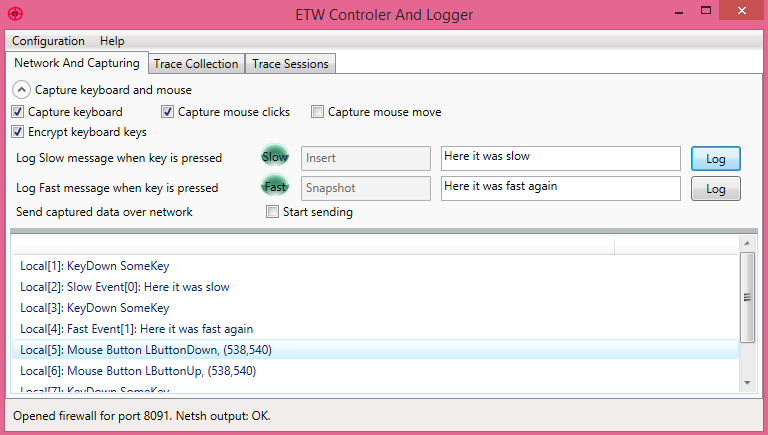 ETW Controler And Logger
Configuration Help
Network And Capturing Trace Collection Trace Sessions
Capture keyboard and mouse
Capture keyboard Capture mouse clicks Capture mouse move
Encrypt keyboard keys
Log Slow message when key is pressed Slow Insert Here it was slow Log
Log Fast message when key is pressed Fast Snapshot Here it was fast again Log
Send captured data over network Start sending
Local[1]: KeyDown SomeKey
Local[2]: Slow Event[0]: Here it was slow
Local[3]: KeyDown SomeKey
Local[4]: Fast Event[1]: Here it was fast again
Local[5]: Mouse Button LButtonDown, (538,540)
Local[6]: Mouse Button LButtonUp, (538,540)
Local[7]: KeyDown SomeKey
Opened firewall for port 8091. Netsh output: OK.